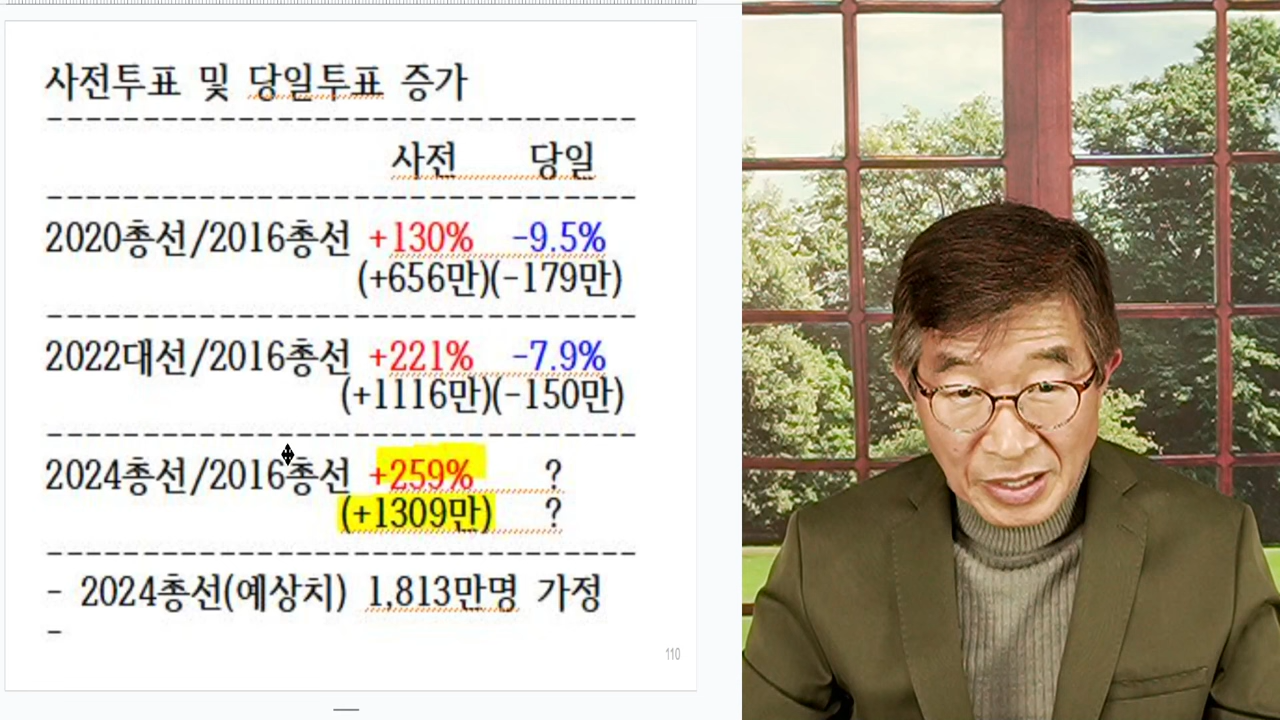 사전투표 및 당일투표 증가
-----------------------------
사전 당일
-----------------------------
2020총선/2016총선 +130% -9.5%
(+656만)(-179만)
-----------------------------
2022대선/2016총선 +221% -7.9%
(+1116만)(-150만)
-----------------------------
2024총선/2016총선 +259% ?
(+1309만) ?
-----------------------------
- 2024총선(예상치) 1,813만명 가정
-
110